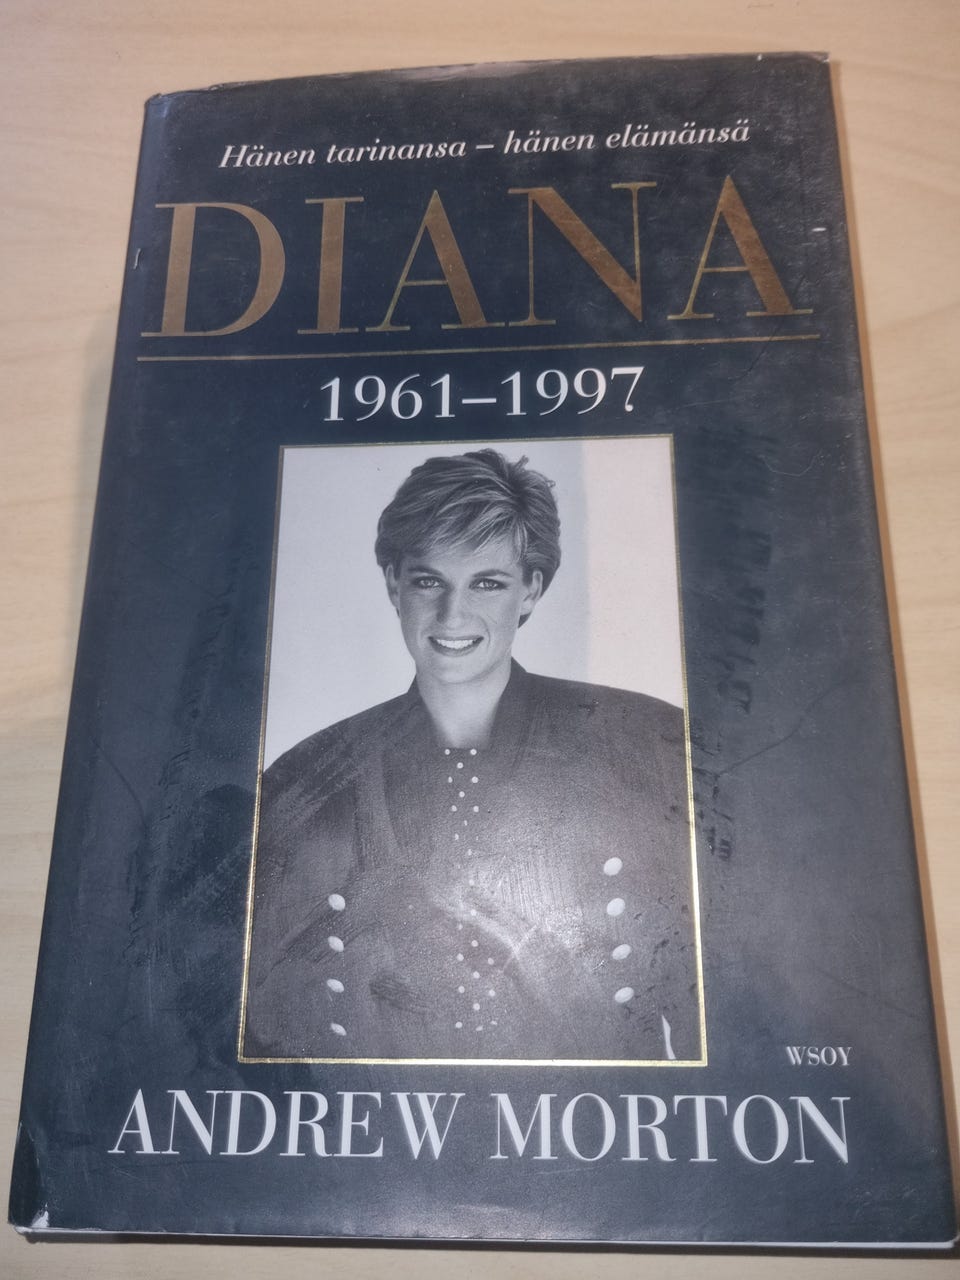 Hänen tarinansa – hänen elämänsä
DIANA
1961–1997
WSOY
ANDREW MORTON